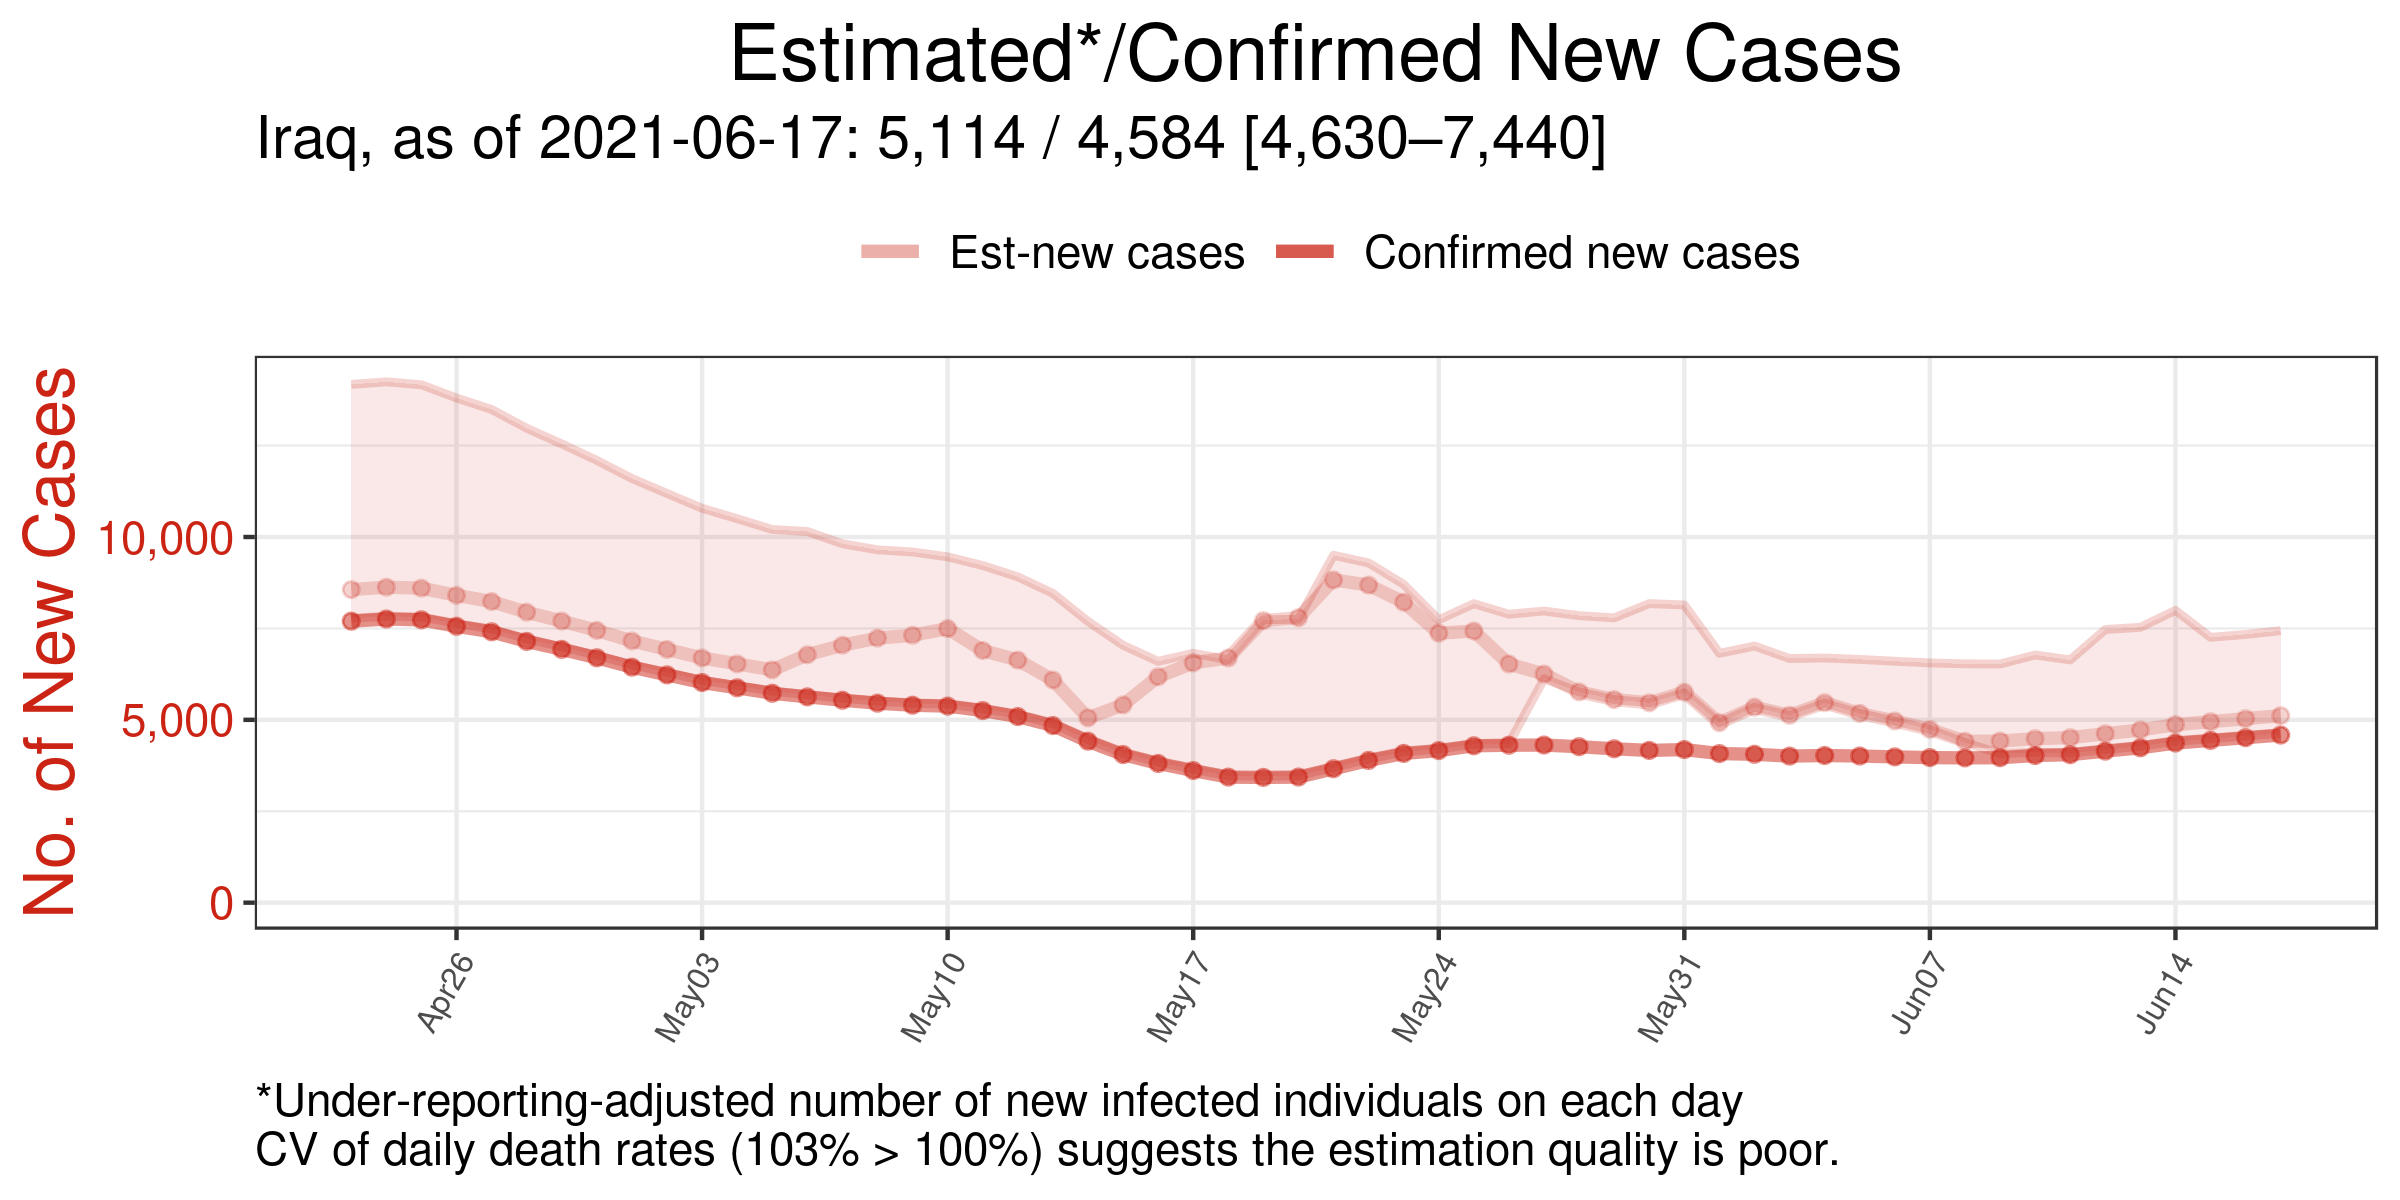 Estimated*/Confirmed New Cases
Iraq, as of 2021-06-17: 5,114 / 4,584 [4,630–7,440]
Est-new cases
Confirmed new cases
No. of New Cases
10,000
5,000
0
Apr26
May03
May10
May17
May24
May31
Jun07
Jun14
*Under-reporting-adjusted number of new infected individuals on each day
CV of daily death rates (103% > 100%) suggests the estimation quality is poor.